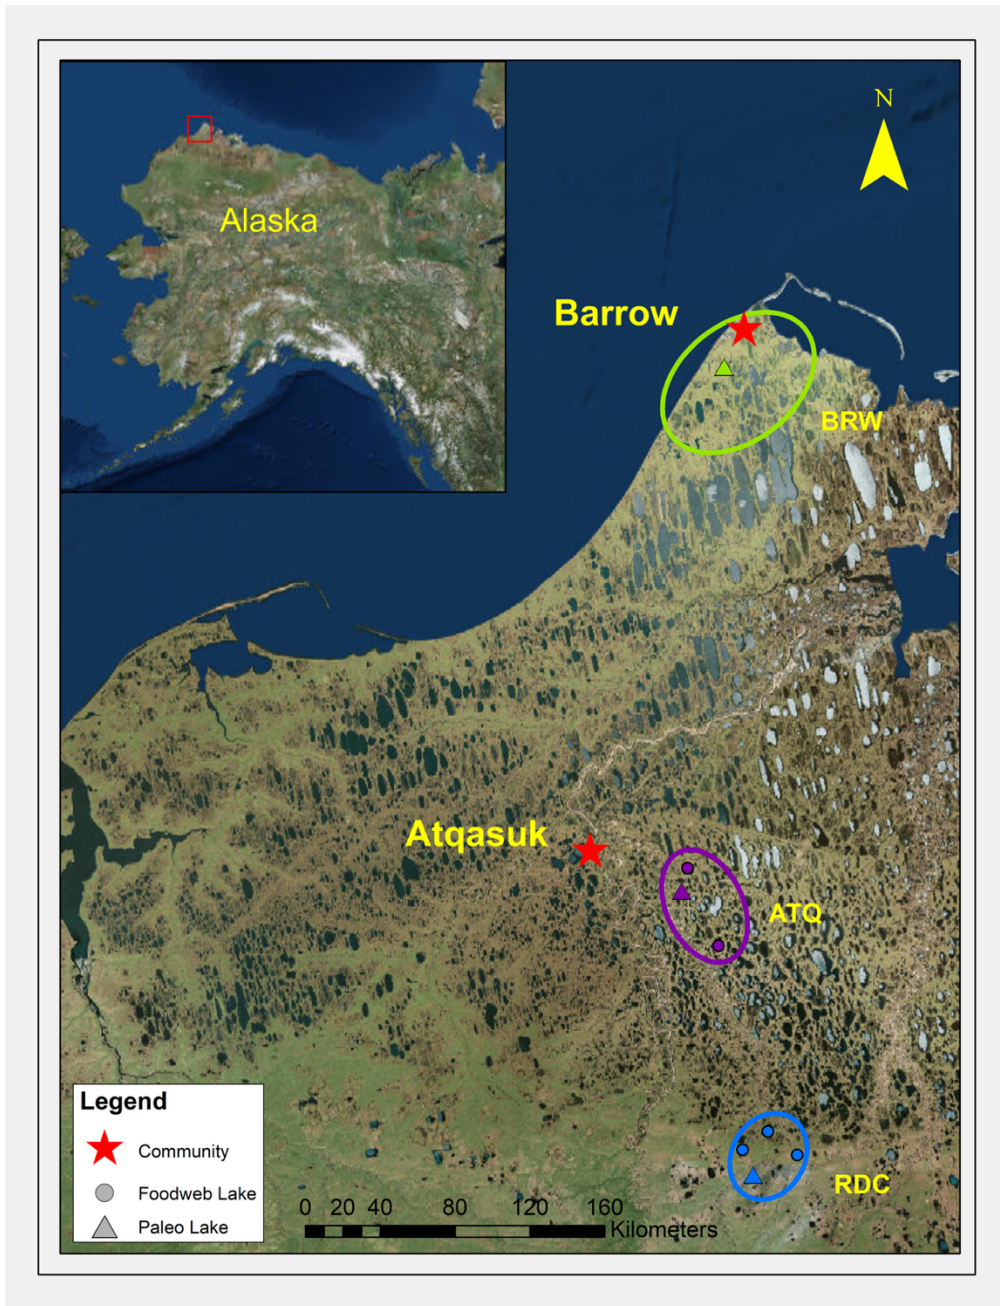 N
Alaska
Barrow
BRW
Atqasuk
ATQ
RDC
Legend
Community
Foodweb Lake
Paleo Lake
0 20 40 80 120 160
Kilometers